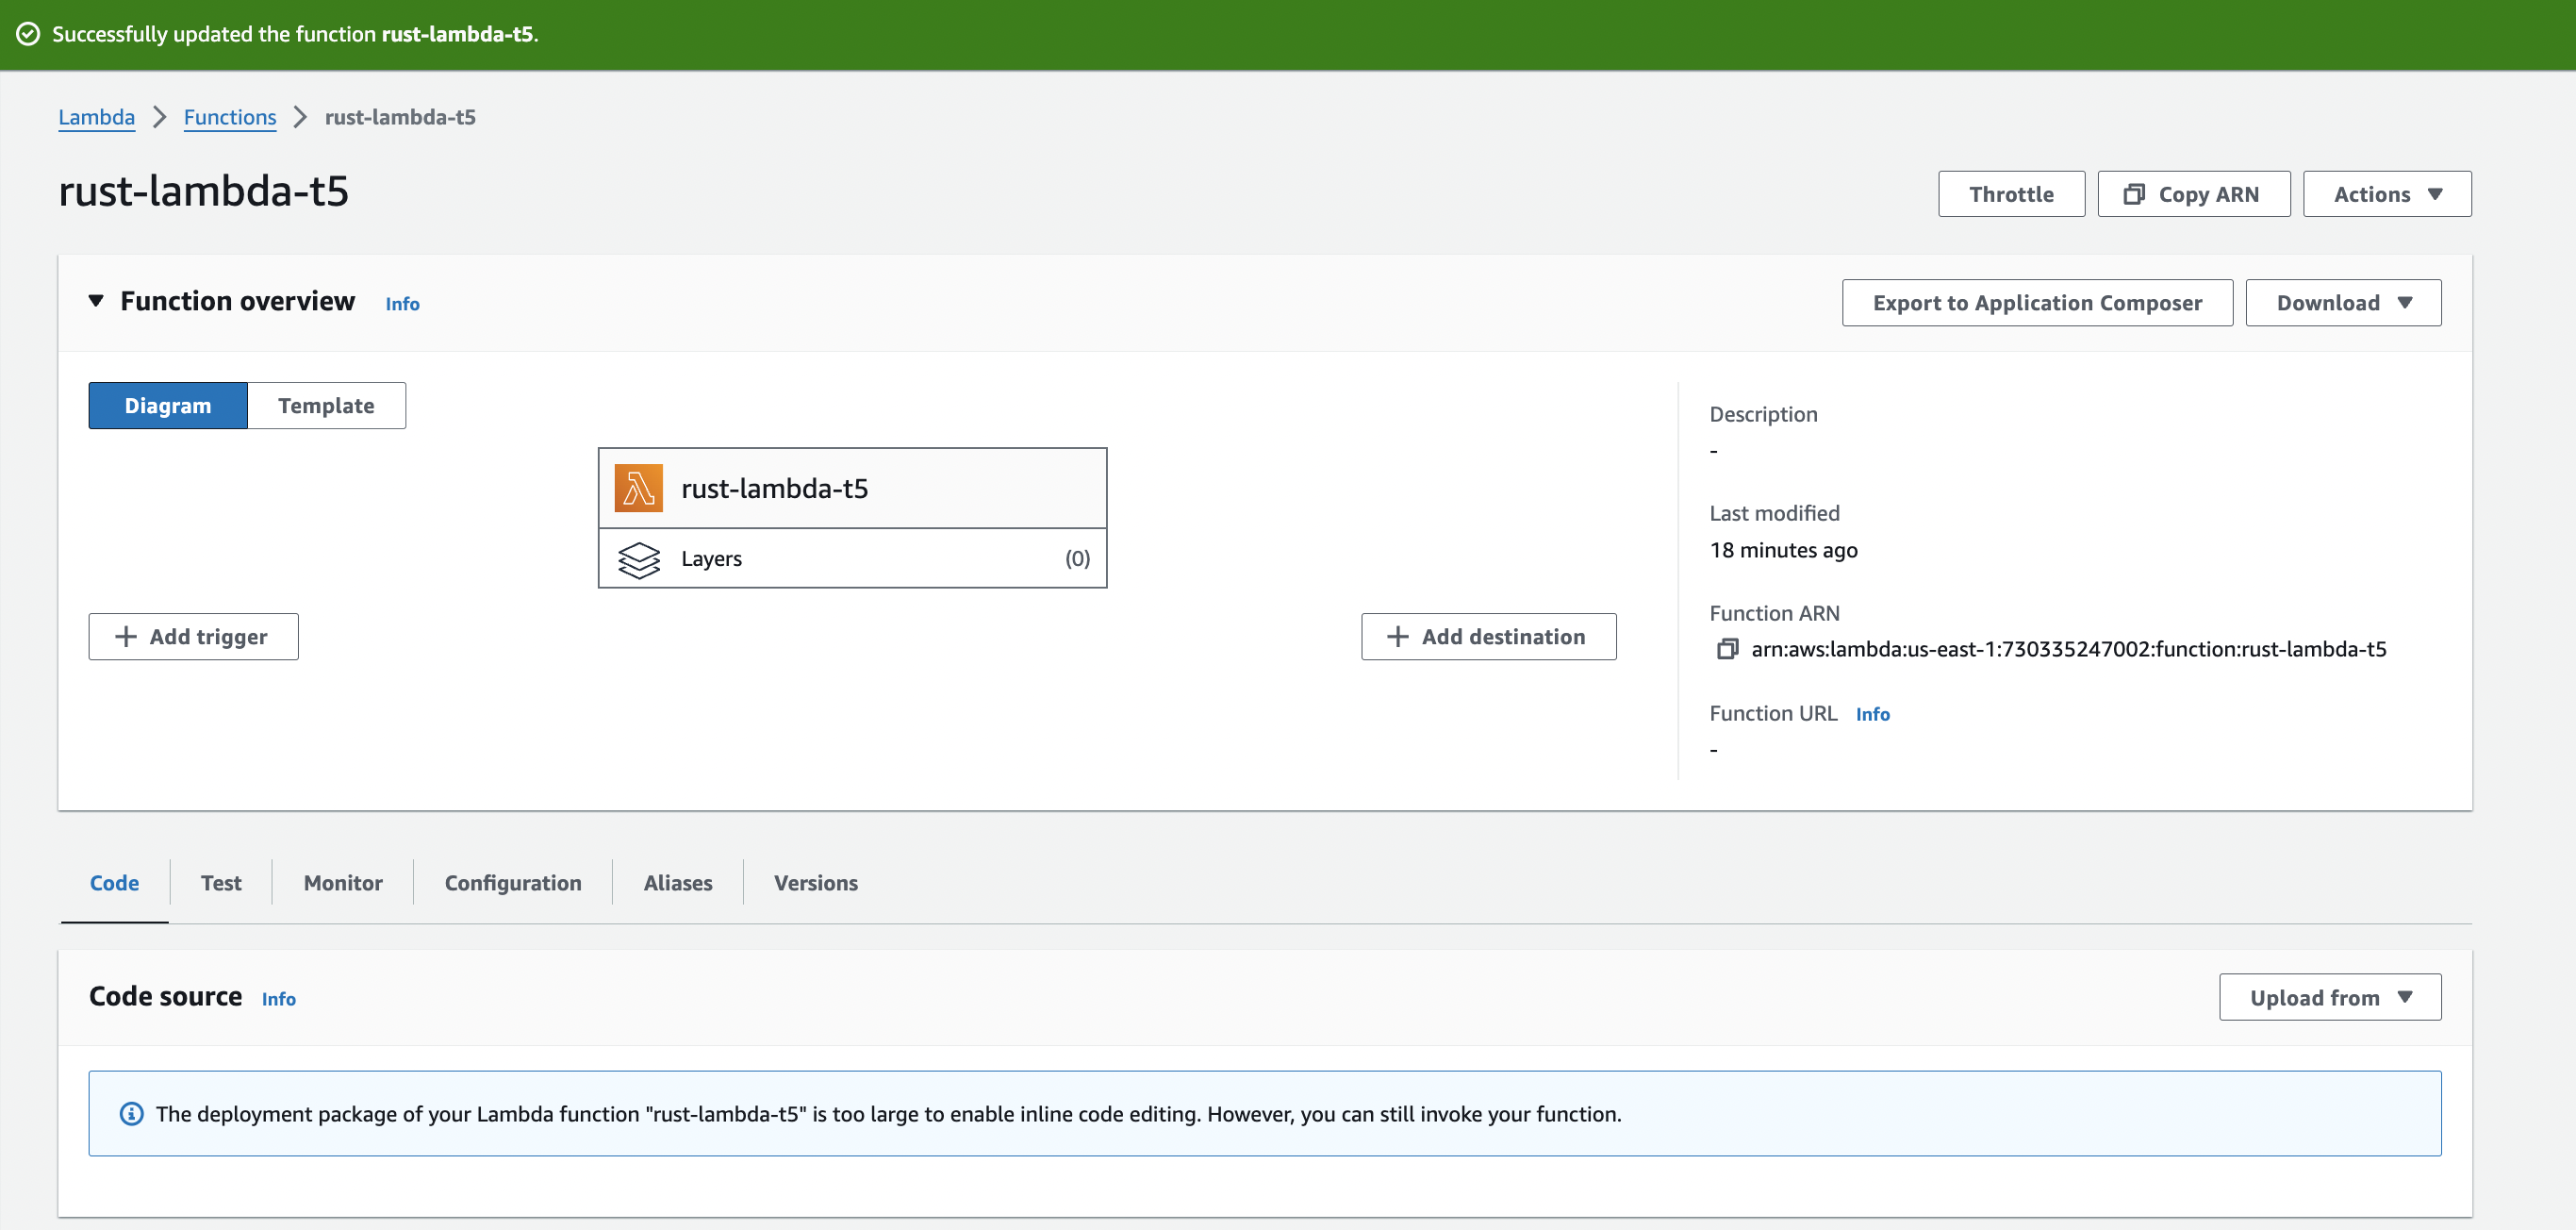 Successfully updated the function rust-lambda-t5.
Lambda > Functions > rust-lambda-t5
rust-lambda-t5
Throttle
Copy ARN
Actions
Function overview Info
Export to Application Composer
Download
Diagram
Template
rust-lambda-t5
Layers (0)
Add trigger
Add destination
Description
-
Last modified
18 minutes ago
Function ARN
arn:aws:lambda:us-east-1:730335247002:function:rust-lambda-t5
Function URL Info
-
Code
Test
Monitor
Configuration
Aliases
Versions
Code source Info
Upload from
The deployment package of your Lambda function "rust-lambda-t5" is too large to enable inline code editing. However, you can still invoke your function.